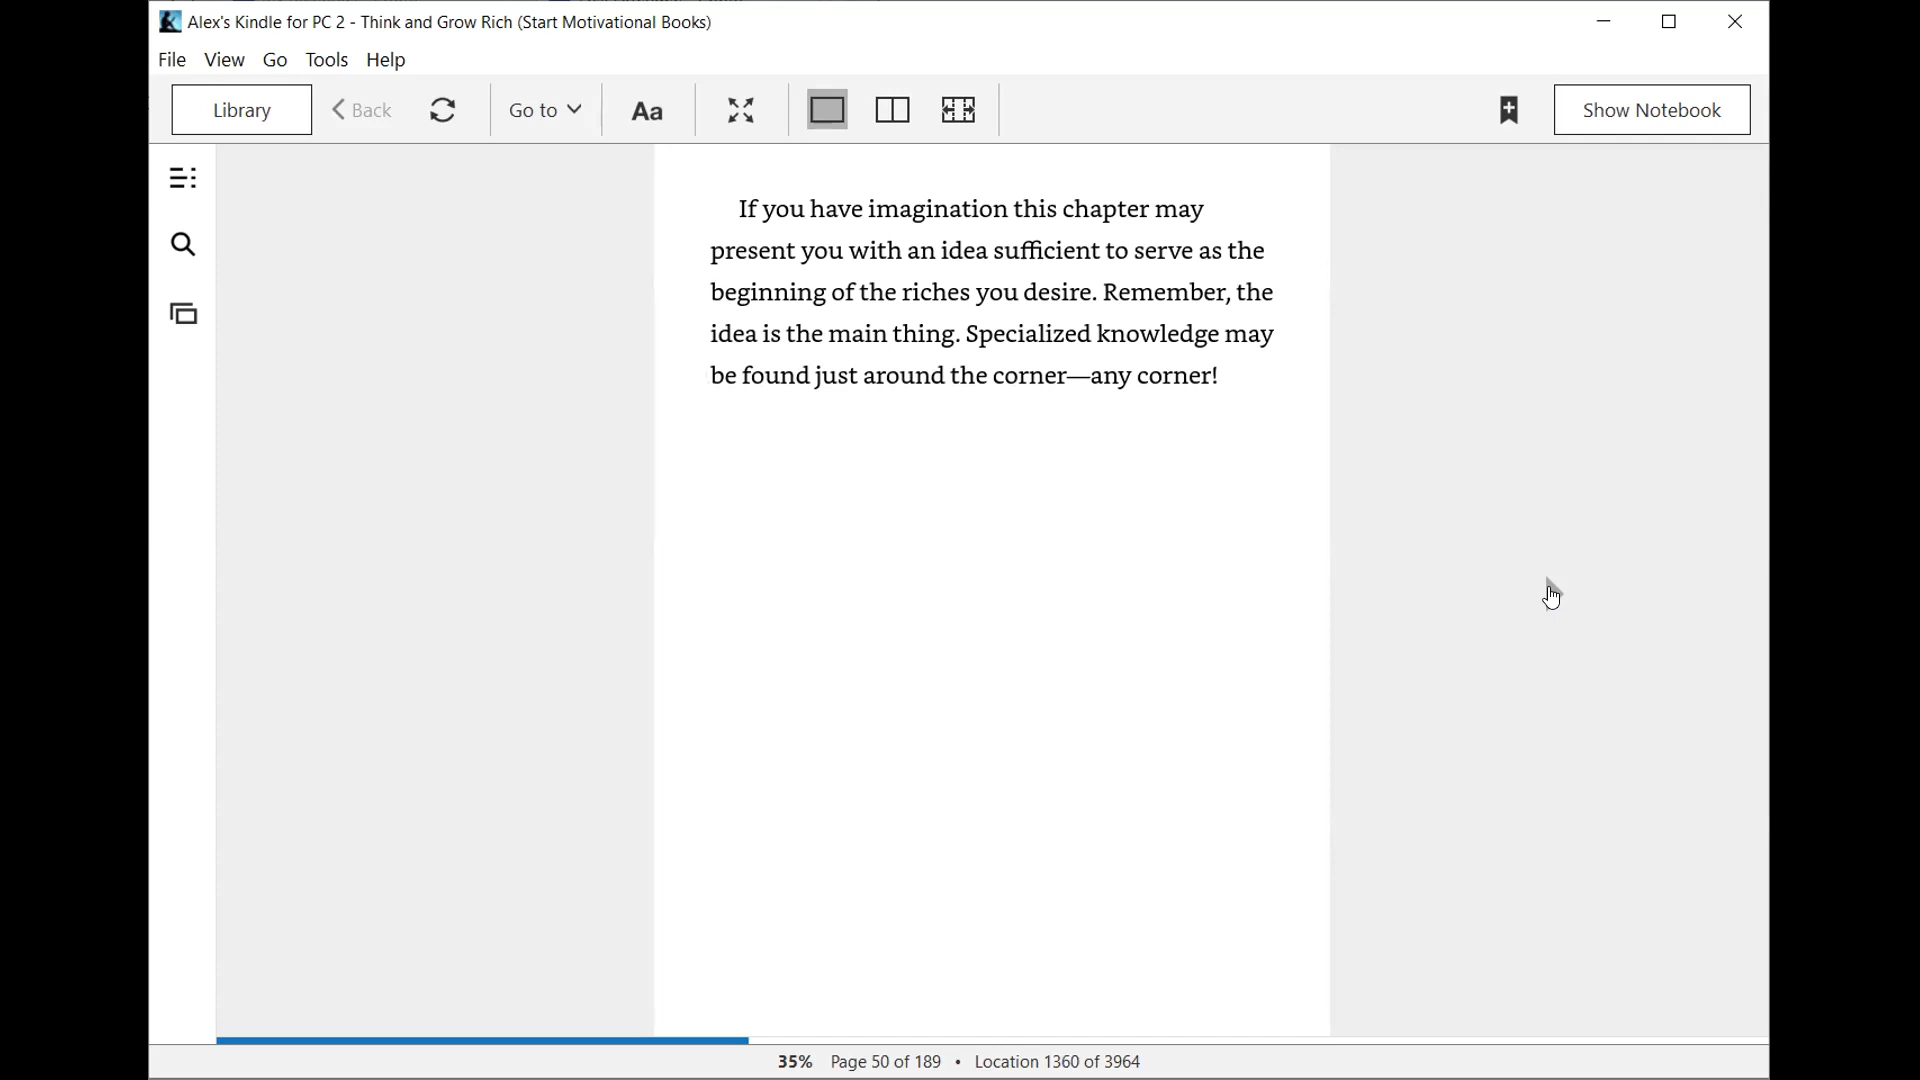 Alex's Kindle for PC 2 - Think and Grow Rich (Start Motivational Books)
File View Go Tools Help
Library Back Go to Aa Show Notebook
If you have imagination this chapter may
present you with an idea sufficient to serve as the
beginning of the riches you desire. Remember, the
idea is the main thing. Specialized knowledge may
be found just around the corner—any corner!
35% Page 50 of 189 • Location 1360 of 3964